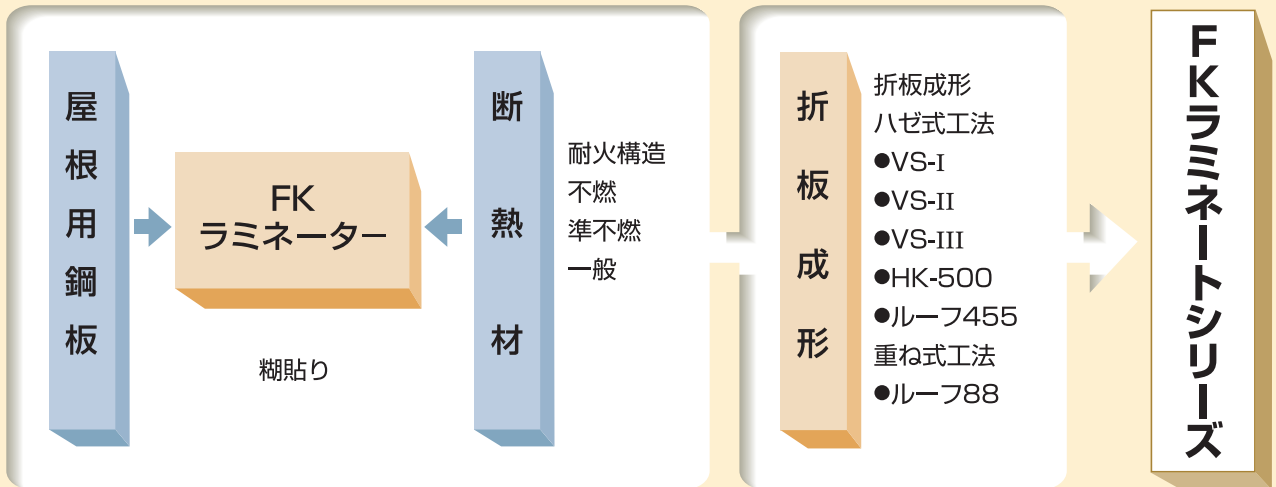 屋根用鋼板
FK
ラミネーター
糊貼り
断熱材
耐火構造
不燃
準不燃
一般
折板成形
折板成形
ハゼ式工法
●VS-I
●VS-II
●VS-III
●HK-500
●ルーフ455
重ね式工法
●ルーフ88
FKラミネートシリーズ